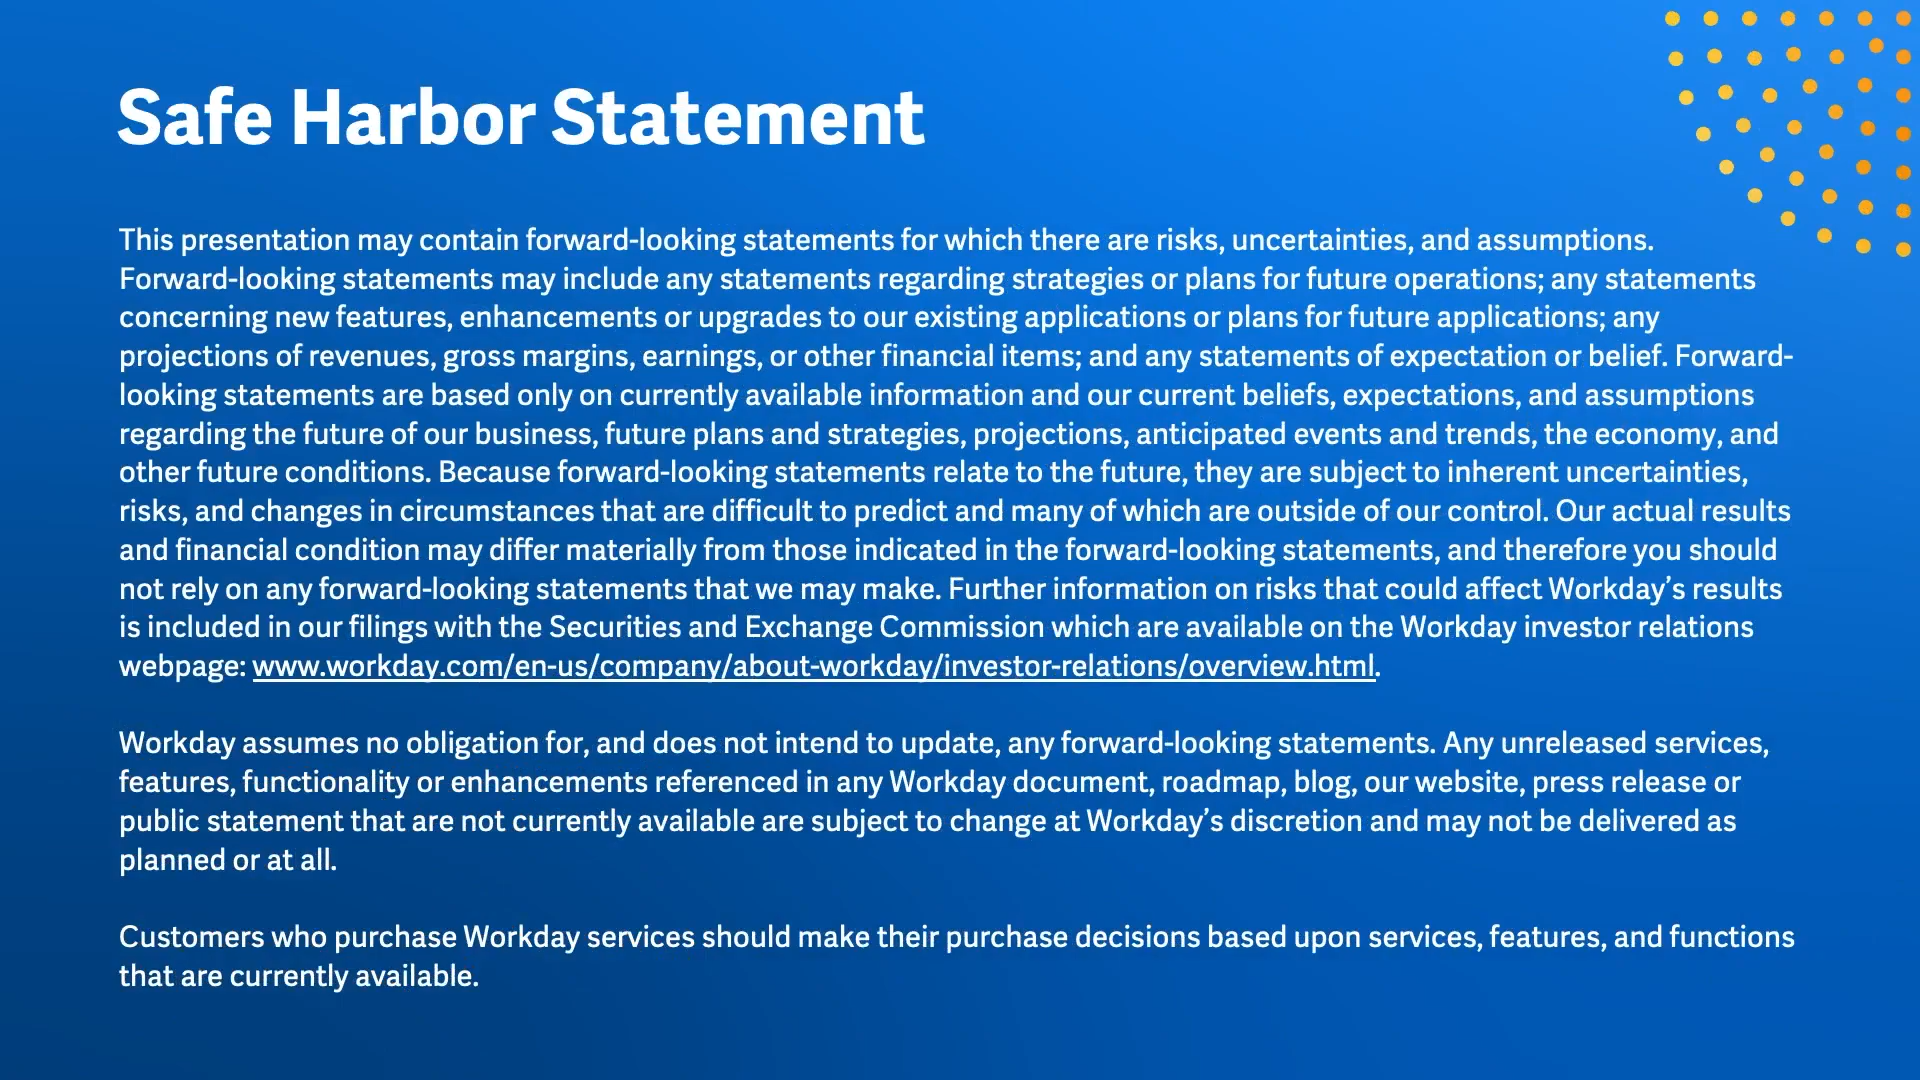 Safe Harbor Statement
This presentation may contain forward-looking statements for which there are risks, uncertainties, and assumptions.
Forward-looking statements may include any statements regarding strategies or plans for future operations; any statements
concerning new features, enhancements or upgrades to our existing applications or plans for future applications; any
projections of revenues, gross margins, earnings, or other financial items; and any statements of expectation or belief. Forward-
looking statements are based only on currently available information and our current beliefs, expectations, and assumptions
regarding the future of our business, future plans and strategies, projections, anticipated events and trends, the economy, and
other future conditions. Because forward-looking statements relate to the future, they are subject to inherent uncertainties,
risks, and changes in circumstances that are difficult to predict and many of which are outside of our control. Our actual results
and financial condition may differ materially from those indicated in the forward-looking statements, and therefore you should
not rely on any forward-looking statements that we may make. Further information on risks that could affect Workday’s results
is included in our filings with the Securities and Exchange Commission which are available on the Workday investor relations
webpage: www.workday.com/en-us/company/about-workday/investor-relations/overview.html.
Workday assumes no obligation for, and does not intend to update, any forward-looking statements. Any unreleased services,
features, functionality or enhancements referenced in any Workday document, roadmap, blog, our website, press release or
public statement that are not currently available are subject to change at Workday’s discretion and may not be delivered as
planned or at all.
Customers who purchase Workday services should make their purchase decisions based upon services, features, and functions
that are currently available.